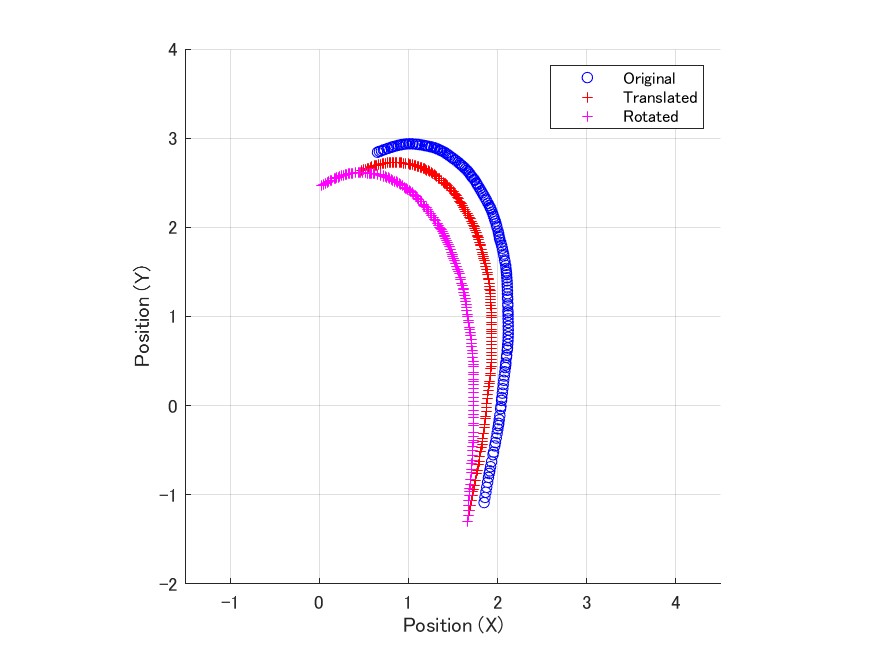 4
Original
Translated
Rotated
3
2
1
0
−1
−2
Position (Y)
−1 0 1 2 3 4
Position (X)